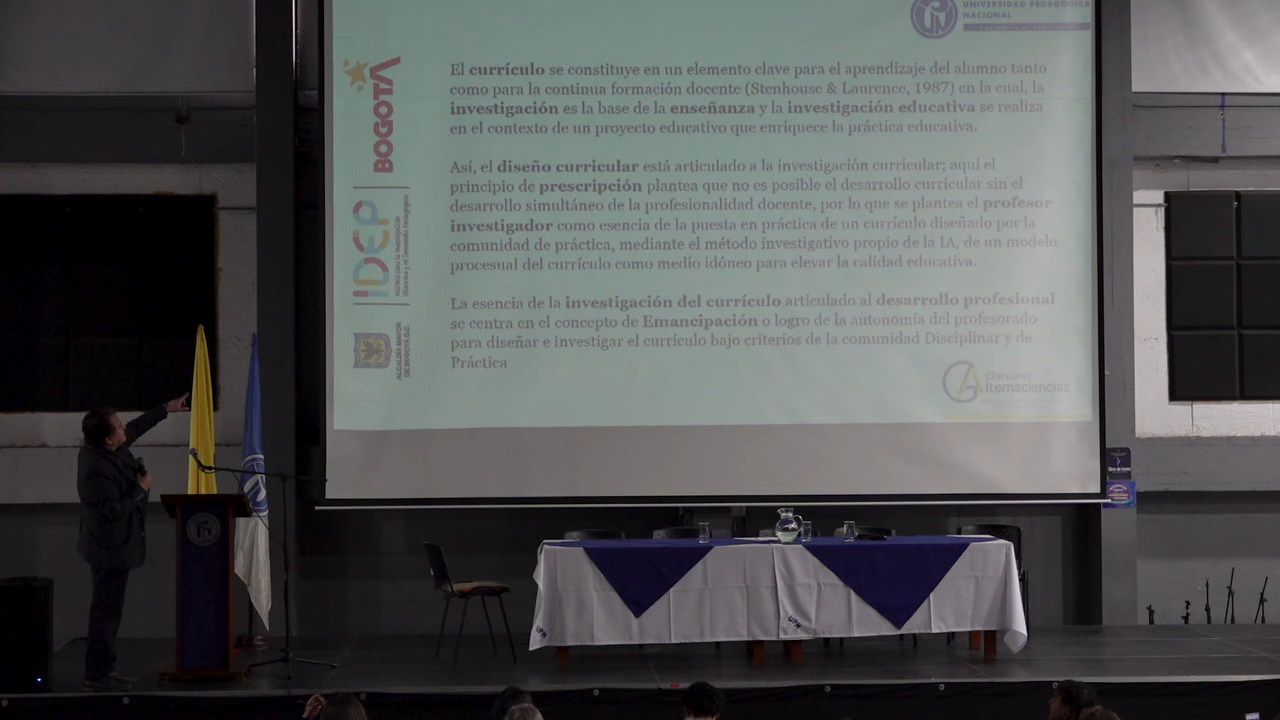 UNIVERSIDAD PEDAGOGICA
NACIONAL
BOGOTÁ
IDEP
ALCALDÍA MAYOR
DE BOGOTÁ D.C.
El currículo se constituye en un elemento clave para el aprendizaje del alumno tanto
como para la continua formación docente (Stenhouse & Laurence, 1987) en la cual, la
investigación es la base de la enseñanza y la investigación educativa se realiza
en el contexto de un proyecto educativo que enriquece la práctica educativa.
Así, el diseño curricular está articulado a la investigación curricular; aquí el
principio de prescripción plantea que no es posible el desarrollo curricular sin el
desarrollo simultáneo de la profesionalidad docente, por lo que se plantea el profesor
investigador como esencia de la puesta en práctica de un currículo diseñado por la
comunidad de práctica, mediante el método investigativo propio de la IA, de un modelo
procesual del currículo como medio idóneo para elevar la calidad educativa.
La esencia de la investigación del currículo articulado al desarrollo profesional
se centra en el concepto de Emancipación o logro de la autonomía del profesorado
para diseñar e investigar el currículo bajo criterios de la comunidad Disciplinar y de
Práctica
GRUPO
Alternaciencias
UPN
UPN